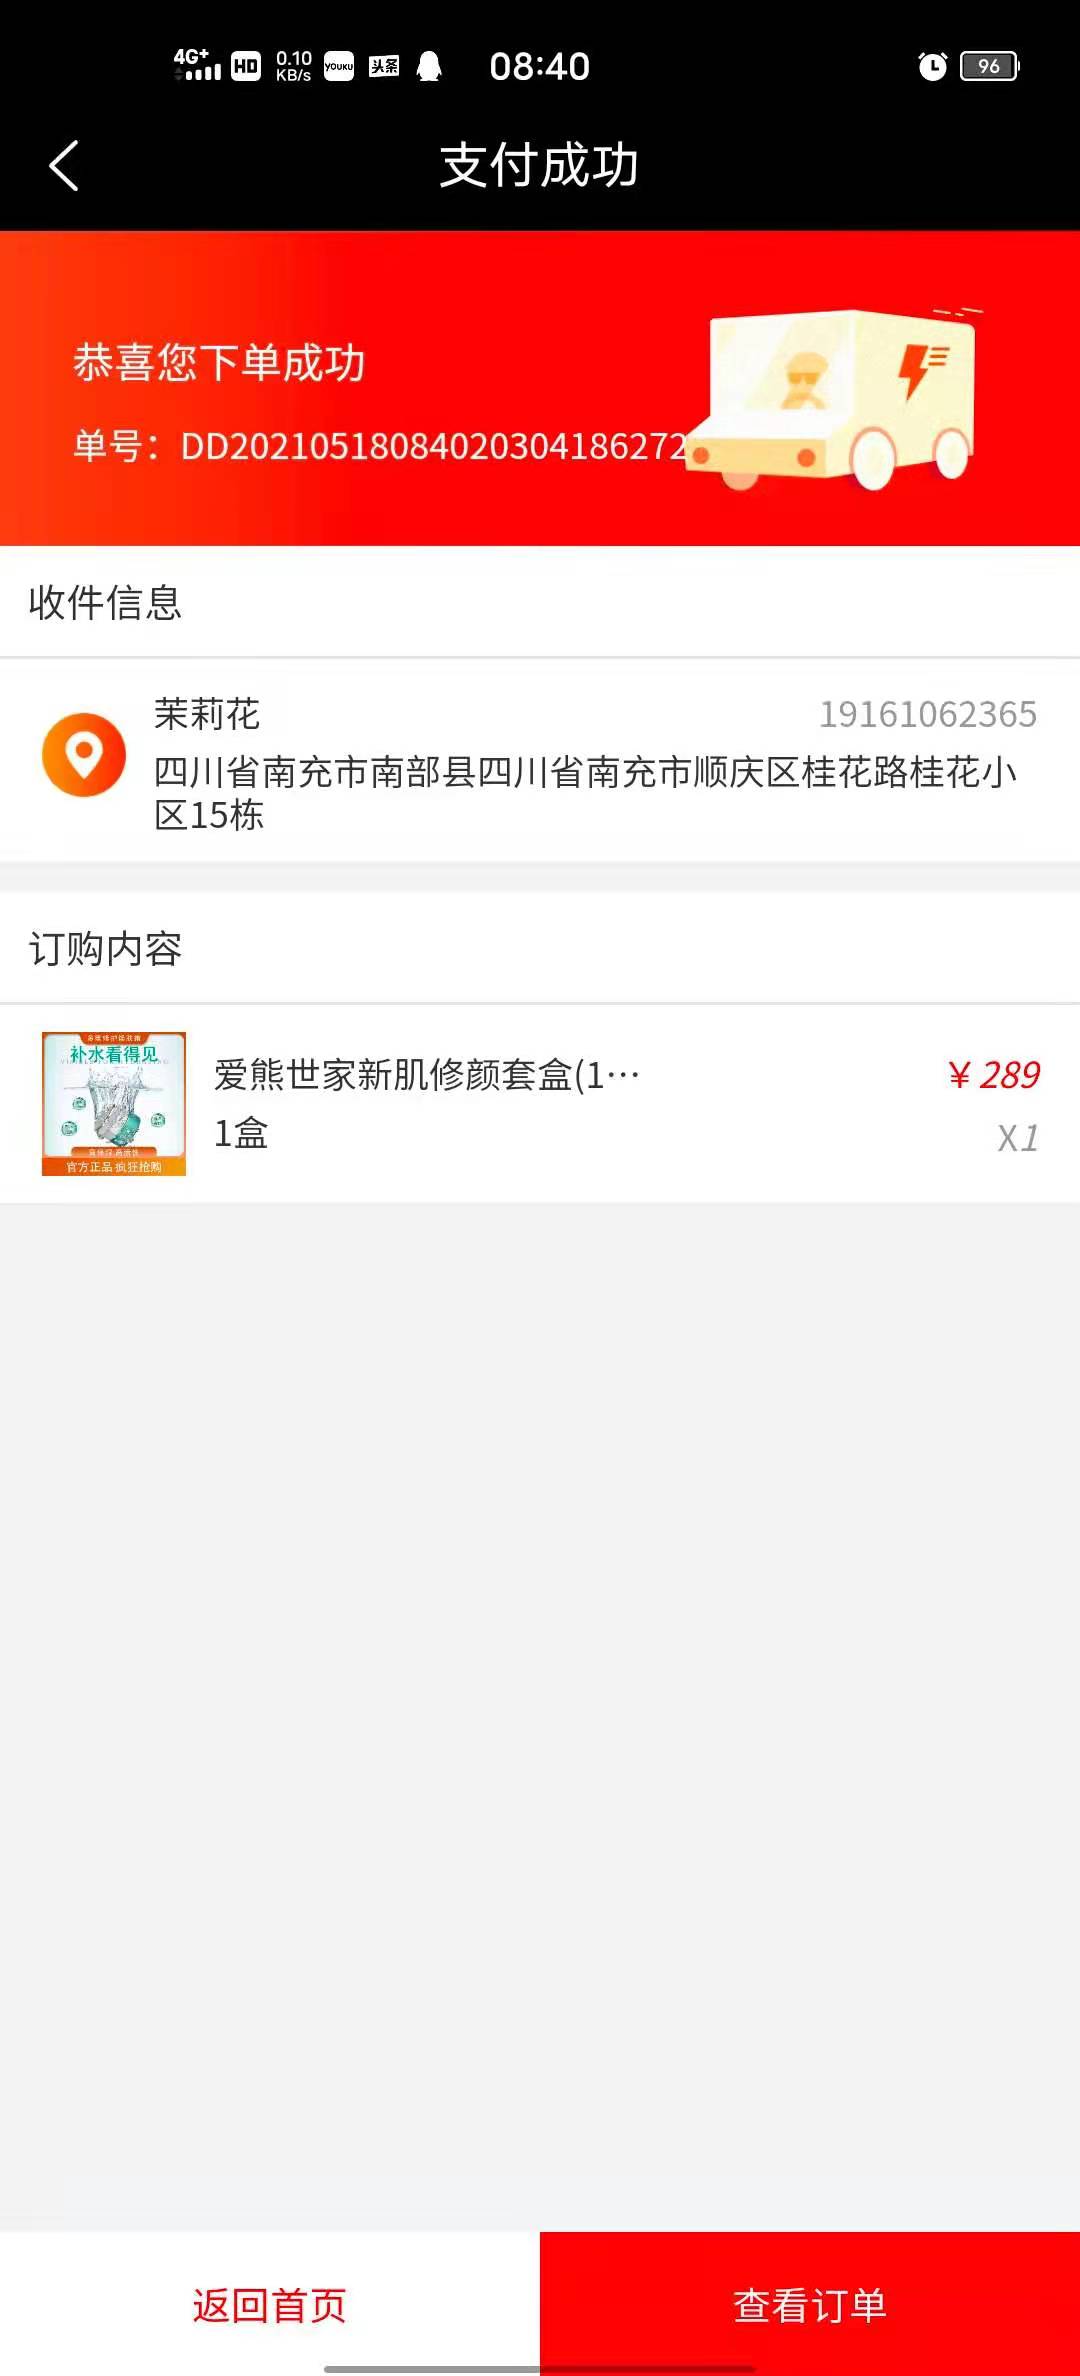 4G+ HD 0.10 KB/s YOUKU 头条 08:40 96
支付成功
恭喜您下单成功
单号：DD20210518084020304186272
收件信息
茉莉花 19161062365
四川省南充市南部县四川省南充市顺庆区桂花路桂花小
区15栋
订购内容
补水看得见
官方正品 疯狂抢购
爱熊世家新肌修颜套盒(1… ￥289
1盒 X1
返回首页 查看订单